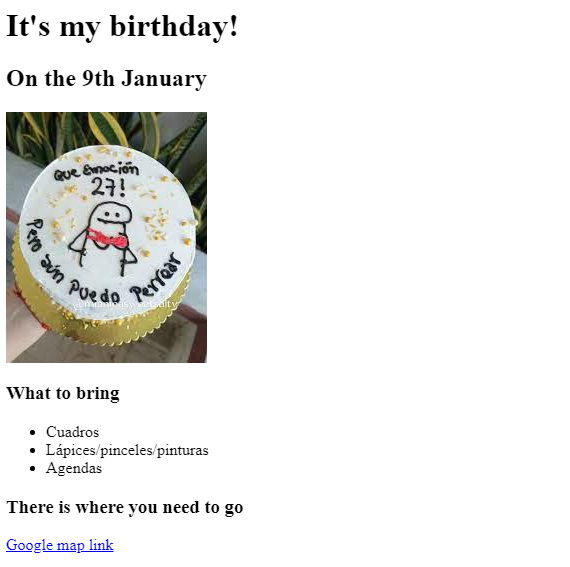 It's my birthday!
On the 9th January
Que Emoción
27!
Pero aún Puedo Perrear
What to bring
Cuadros
Lápices/pinceles/pinturas
Agendas
There is where you need to go
Google map link